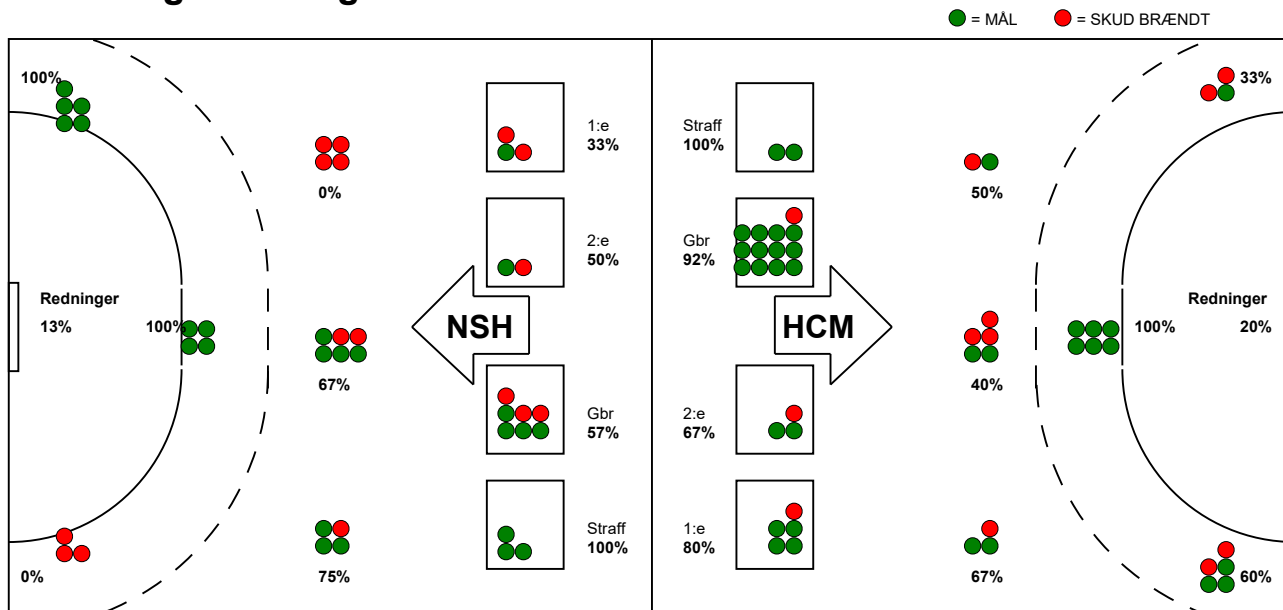 = MÅL
= SKUD BRÆNDT
100%
0%
1:e
33%
2:e
50%
Redninger
13%
100%
67%
NSH
Gbr
57%
Straff
100%
0%
75%
Straff
100%
Gbr
92%
HCM
2:e
67%
1:e
80%
33%
50%
Redninger
100%
20%
40%
67%
60%